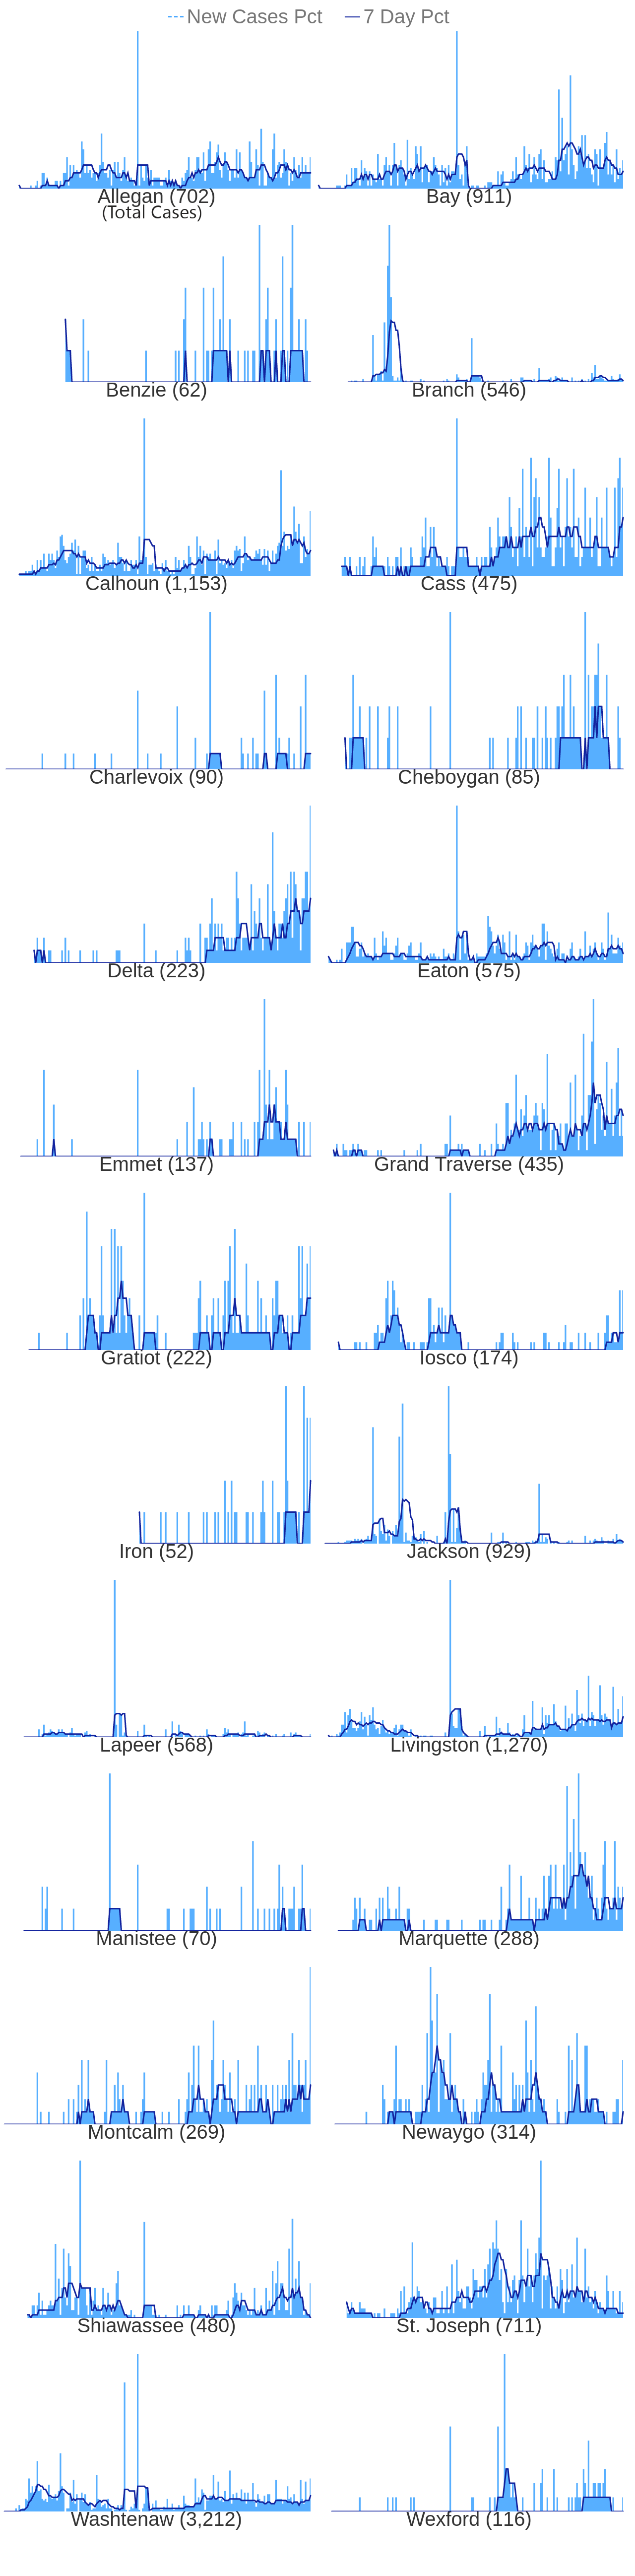 New Cases Pct 7 Day Pct
Allegan (702) Bay (911)
(Total Cases)
Benzie (62) Branch (546)
Calhoun (1,153) Cass (475)
Charlevoix (90) Cheboygan (85)
Delta (223) Eaton (575)
Emmet (137) Grand Traverse (435)
Gratiot (222) Iosco (174)
Iron (52) Jackson (929)
Lapeer (568) Livingston (1,270)
Manistee (70) Marquette (288)
Montcalm (269) Newaygo (314)
Shiawassee (480) St. Joseph (711)
Washtenaw (3,212) Wexford (116)